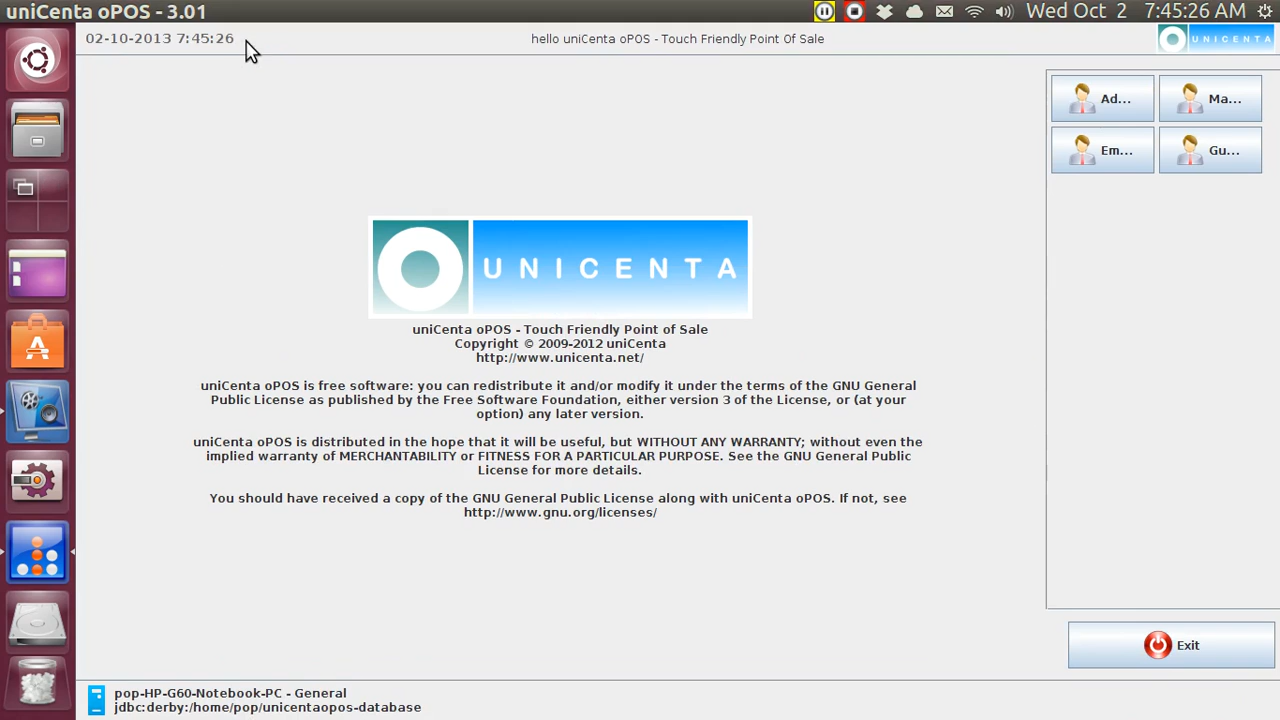 uniCenta oPOS - 3.01
Wed Oct 2 7:45:26 AM
02-10-2013 7:45:26
hello uniCenta oPOS - Touch Friendly Point Of Sale
UNICENTA
Ad...
Ma...
Em...
Gu...
UNICENTA
uniCenta oPOS - Touch Friendly Point of Sale
Copyright © 2009-2012 uniCenta
http://www.unicenta.net/
uniCenta oPOS is free software: you can redistribute it and/or modify it under the terms of the GNU General
Public License as published by the Free Software Foundation, either version 3 of the License, or (at your
option) any later version.
uniCenta oPOS is distributed in the hope that it will be useful, but WITHOUT ANY WARRANTY; without even the
implied warranty of MERCHANTABILITY or FITNESS FOR A PARTICULAR PURPOSE. See the GNU General Public
License for more details.
You should have received a copy of the GNU General Public License along with uniCenta oPOS. If not, see
http://www.gnu.org/licenses/
Exit
pop-HP-G60-Notebook-PC - General
jdbc:derby:/home/pop/unicentaopos-database